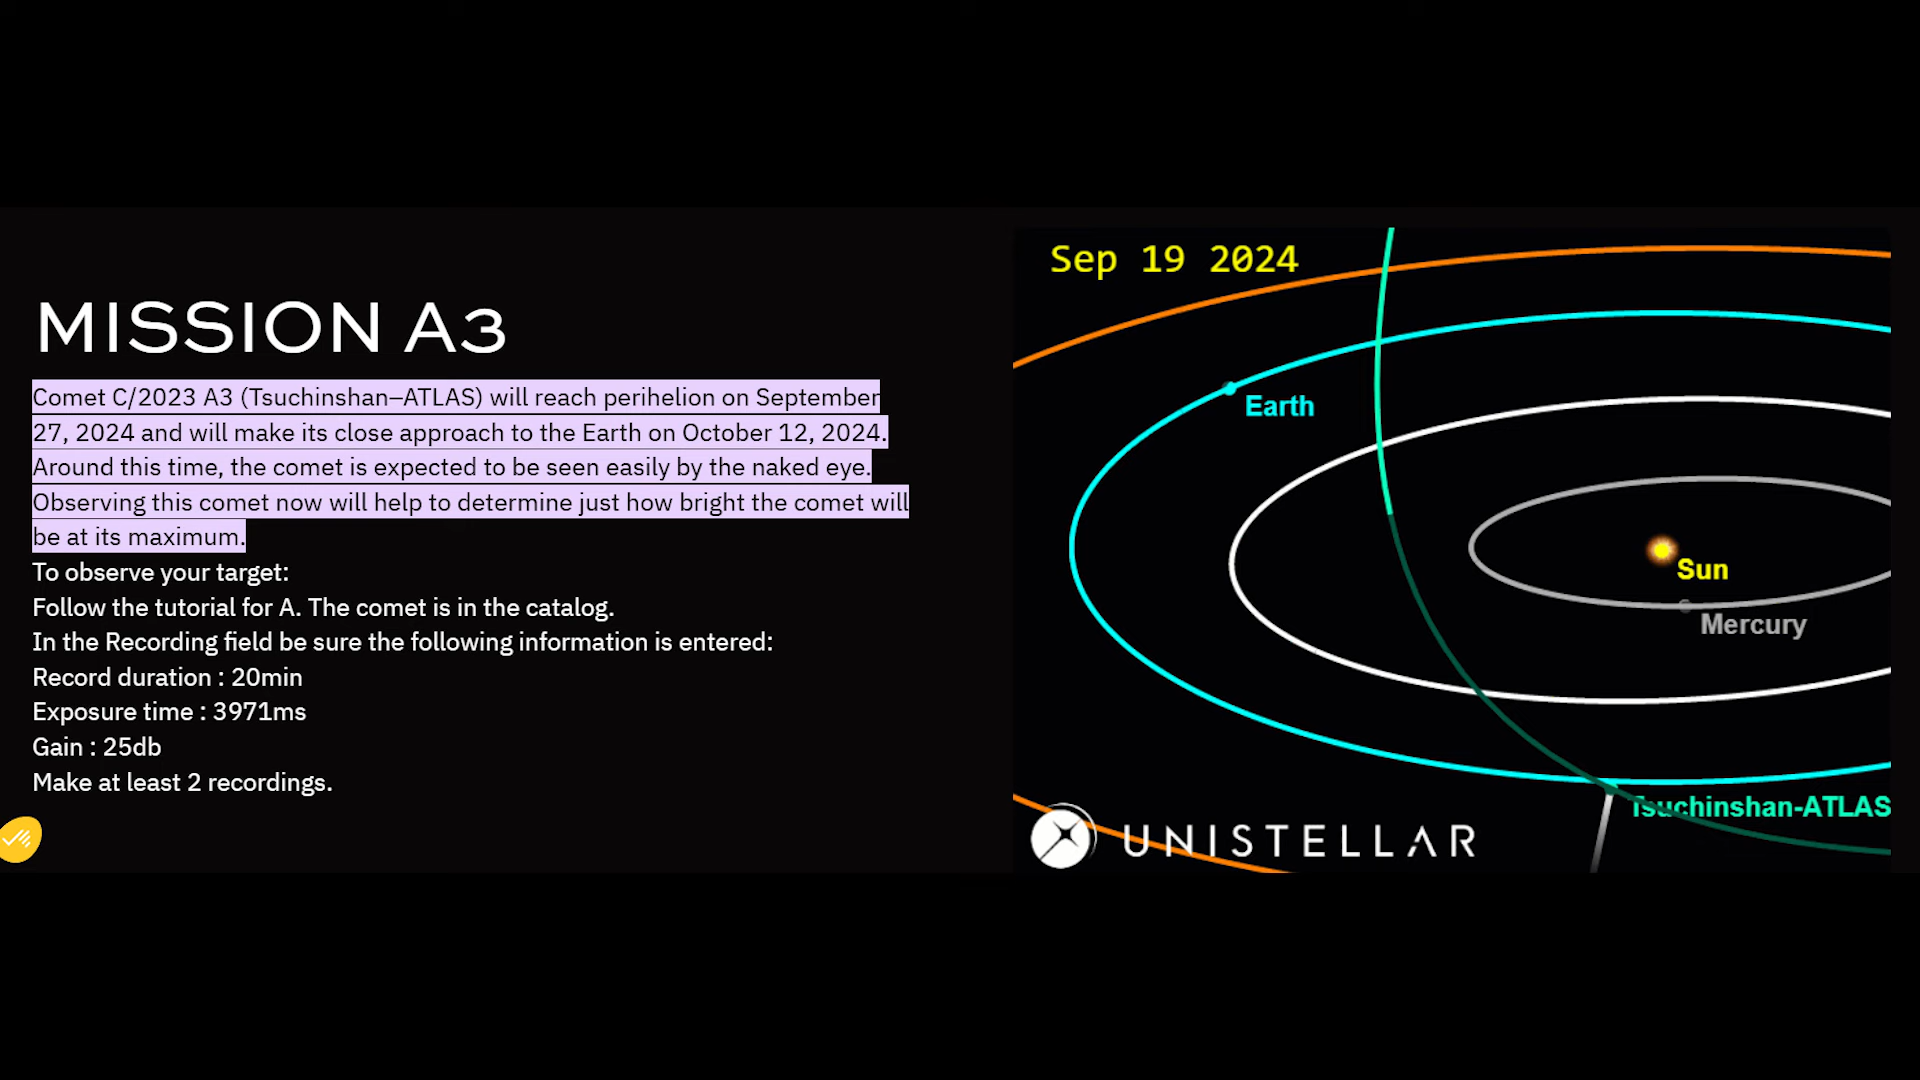 MISSION A3
Comet C/2023 A3 (Tsuchinshan–ATLAS) will reach perihelion on September
27, 2024 and will make its close approach to the Earth on October 12, 2024.
Around this time, the comet is expected to be seen easily by the naked eye.
Observing this comet now will help to determine just how bright the comet will
be at its maximum.
To observe your target:
Follow the tutorial for A. The comet is in the catalog.
In the Recording field be sure the following information is entered:
Record duration : 20min
Exposure time : 3971ms
Gain : 25db
Make at least 2 recordings.
Sep 19 2024
Earth
Sun
Mercury
Tsuchinshan-ATLAS
UNISTELLAR